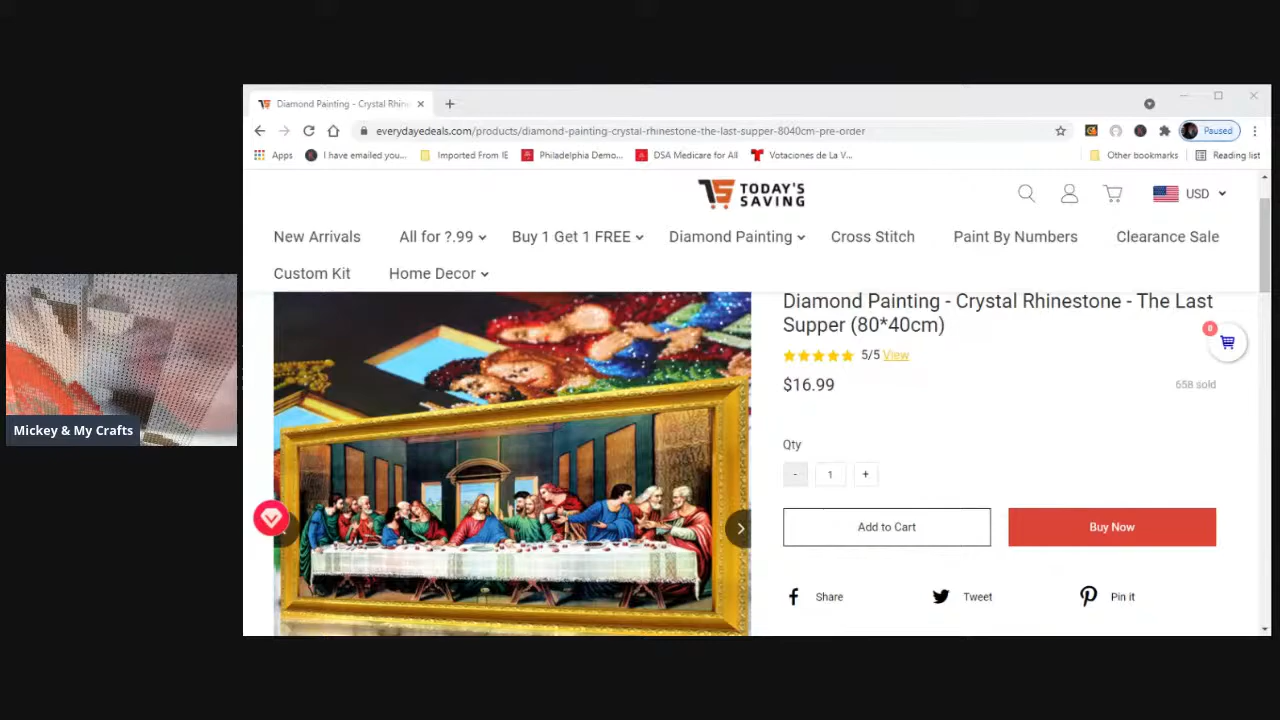 Diamond Painting - Crystal Rhine
everydayedeals.com/products/diamond-painting-crystal-rhinestone-the-last-supper-8040cm-pre-order
Paused
Apps
I have emailed you...
Imported From IE
Philadelphia Demo...
DSA Medicare for All
Votaciones de La V...
Other bookmarks
Reading list
TODAY'S
SAVING
USD
New Arrivals
All for ?.99
Buy 1 Get 1 FREE
Diamond Painting
Cross Stitch
Paint By Numbers
Clearance Sale
Custom Kit
Home Decor
Diamond Painting - Crystal Rhinestone - The Last
Supper (80*40cm)
0
5/5 View
$16.99
658 sold
Qty
- 1 +
Add to Cart
Buy Now
Share
Tweet
Pin it
Mickey & My Crafts